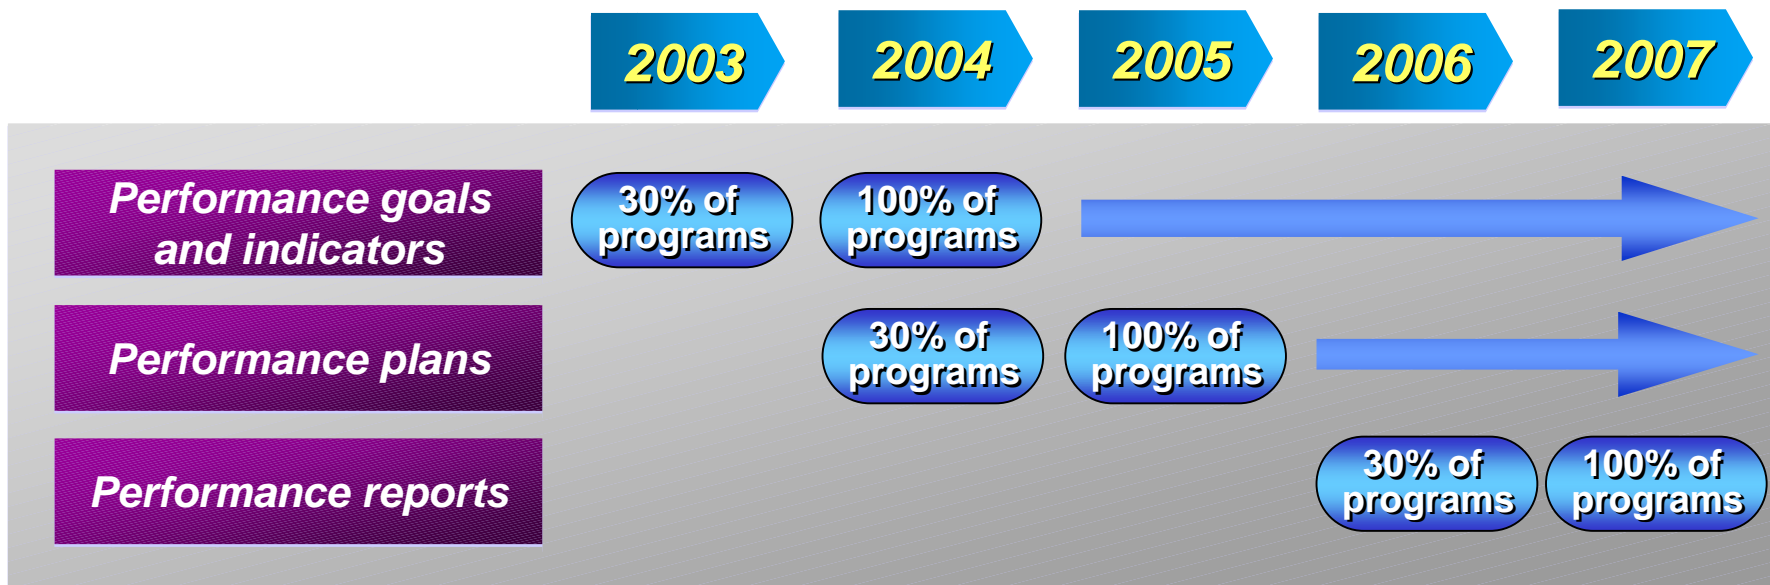 2003 2004 2005 2006 2007
Performance goals
and indicators
30% of
programs
100% of
programs
Performance plans
30% of
programs
100% of
programs
Performance reports
30% of
programs
100% of
programs